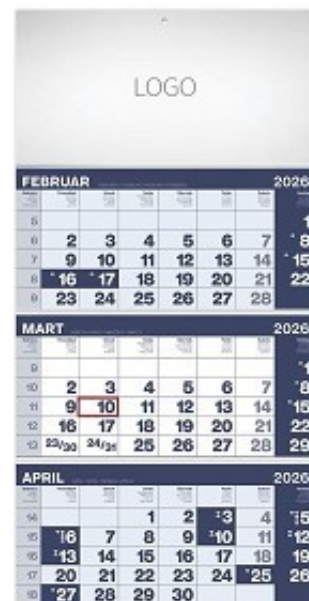 LOGO
FEBRUAR 2026
5 1
6 2 3 4 5 6 7 8
7 9 10 11 12 13 14 15
8 16 17 18 19 20 21 22
9 23 24 25 26 27 28
MART 2026
9 1
10 2 3 4 5 6 7 8
11 9 10 11 12 13 14 15
12 16 17 18 19 20 21 22
13 23/30 24/31 25 26 27 28 29
APRIL 2026
14 1 2 3 4 5
15 6 7 8 9 10 11 12
16 13 14 15 16 17 18 19
17 20 21 22 23 24 25 26
18 27 28 29 30